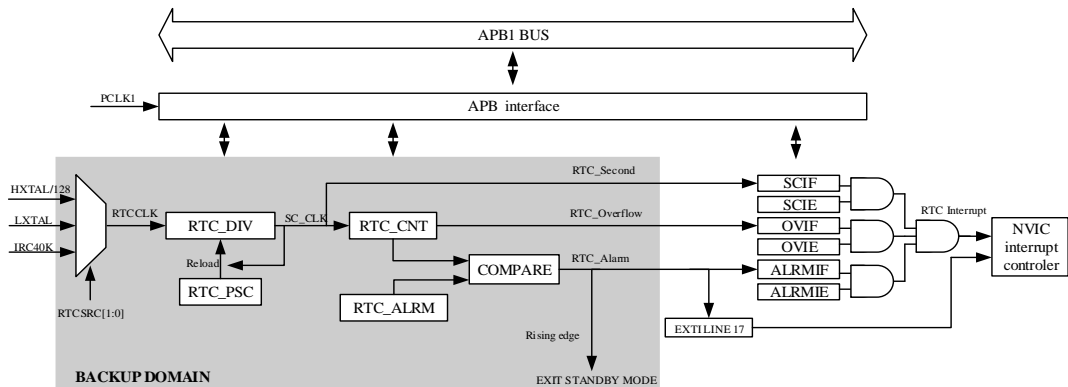 APB1 BUS
PCLK1
APB interface
HXTAL/128
LXTAL
IRC40K
RTCCLK
RTCSRC[1:0]
RTC_DIV
Reload
RTC_PSC
SC_CLK
RTC_CNT
RTC_ALRM
COMPARE
RTC_Second
RTC_Overflow
RTC_Alarm
Rising edge
EXIT STANDBY MODE
BACKUP DOMAIN
SCIF
SCIE
OVIF
OVIE
ALRMIF
ALRMIE
EXTI LINE 17
RTC Interrupt
NVIC
interrupt
controler